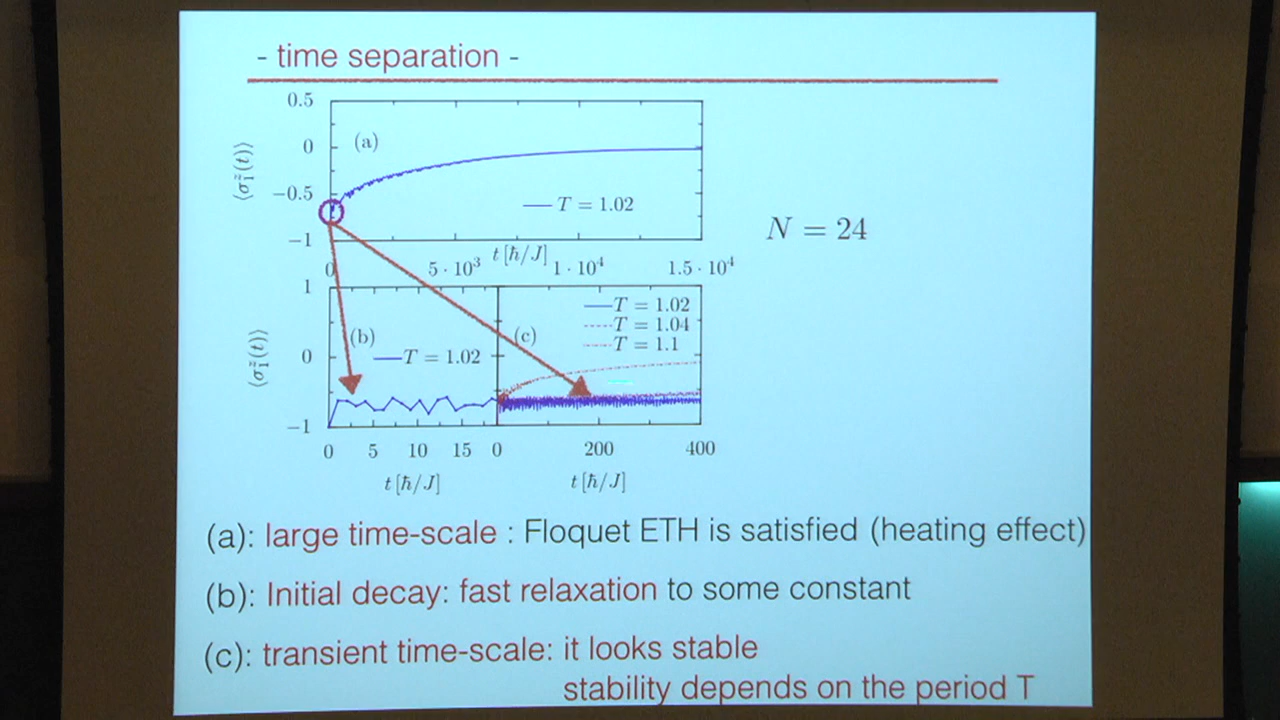 - time separation -
0.5
0
-0.5
-1
⟨σ₁ᶻ(t)⟩
(a)
T = 1.02
N = 24
t [ħ/J]
0
5 · 10³
1 · 10⁴
1.5 · 10⁴
1
0
-1
⟨σ₁ᶻ(t)⟩
(b)
T = 1.02
(c)
T = 1.02
T = 1.04
T = 1.1
0 5 10 15 0 200 400
t [ħ/J]
t [ħ/J]
(a): large time-scale : Floquet ETH is satisfied (heating effect)
(b): Initial decay: fast relaxation to some constant
(c): transient time-scale: it looks stable
stability depends on the period T